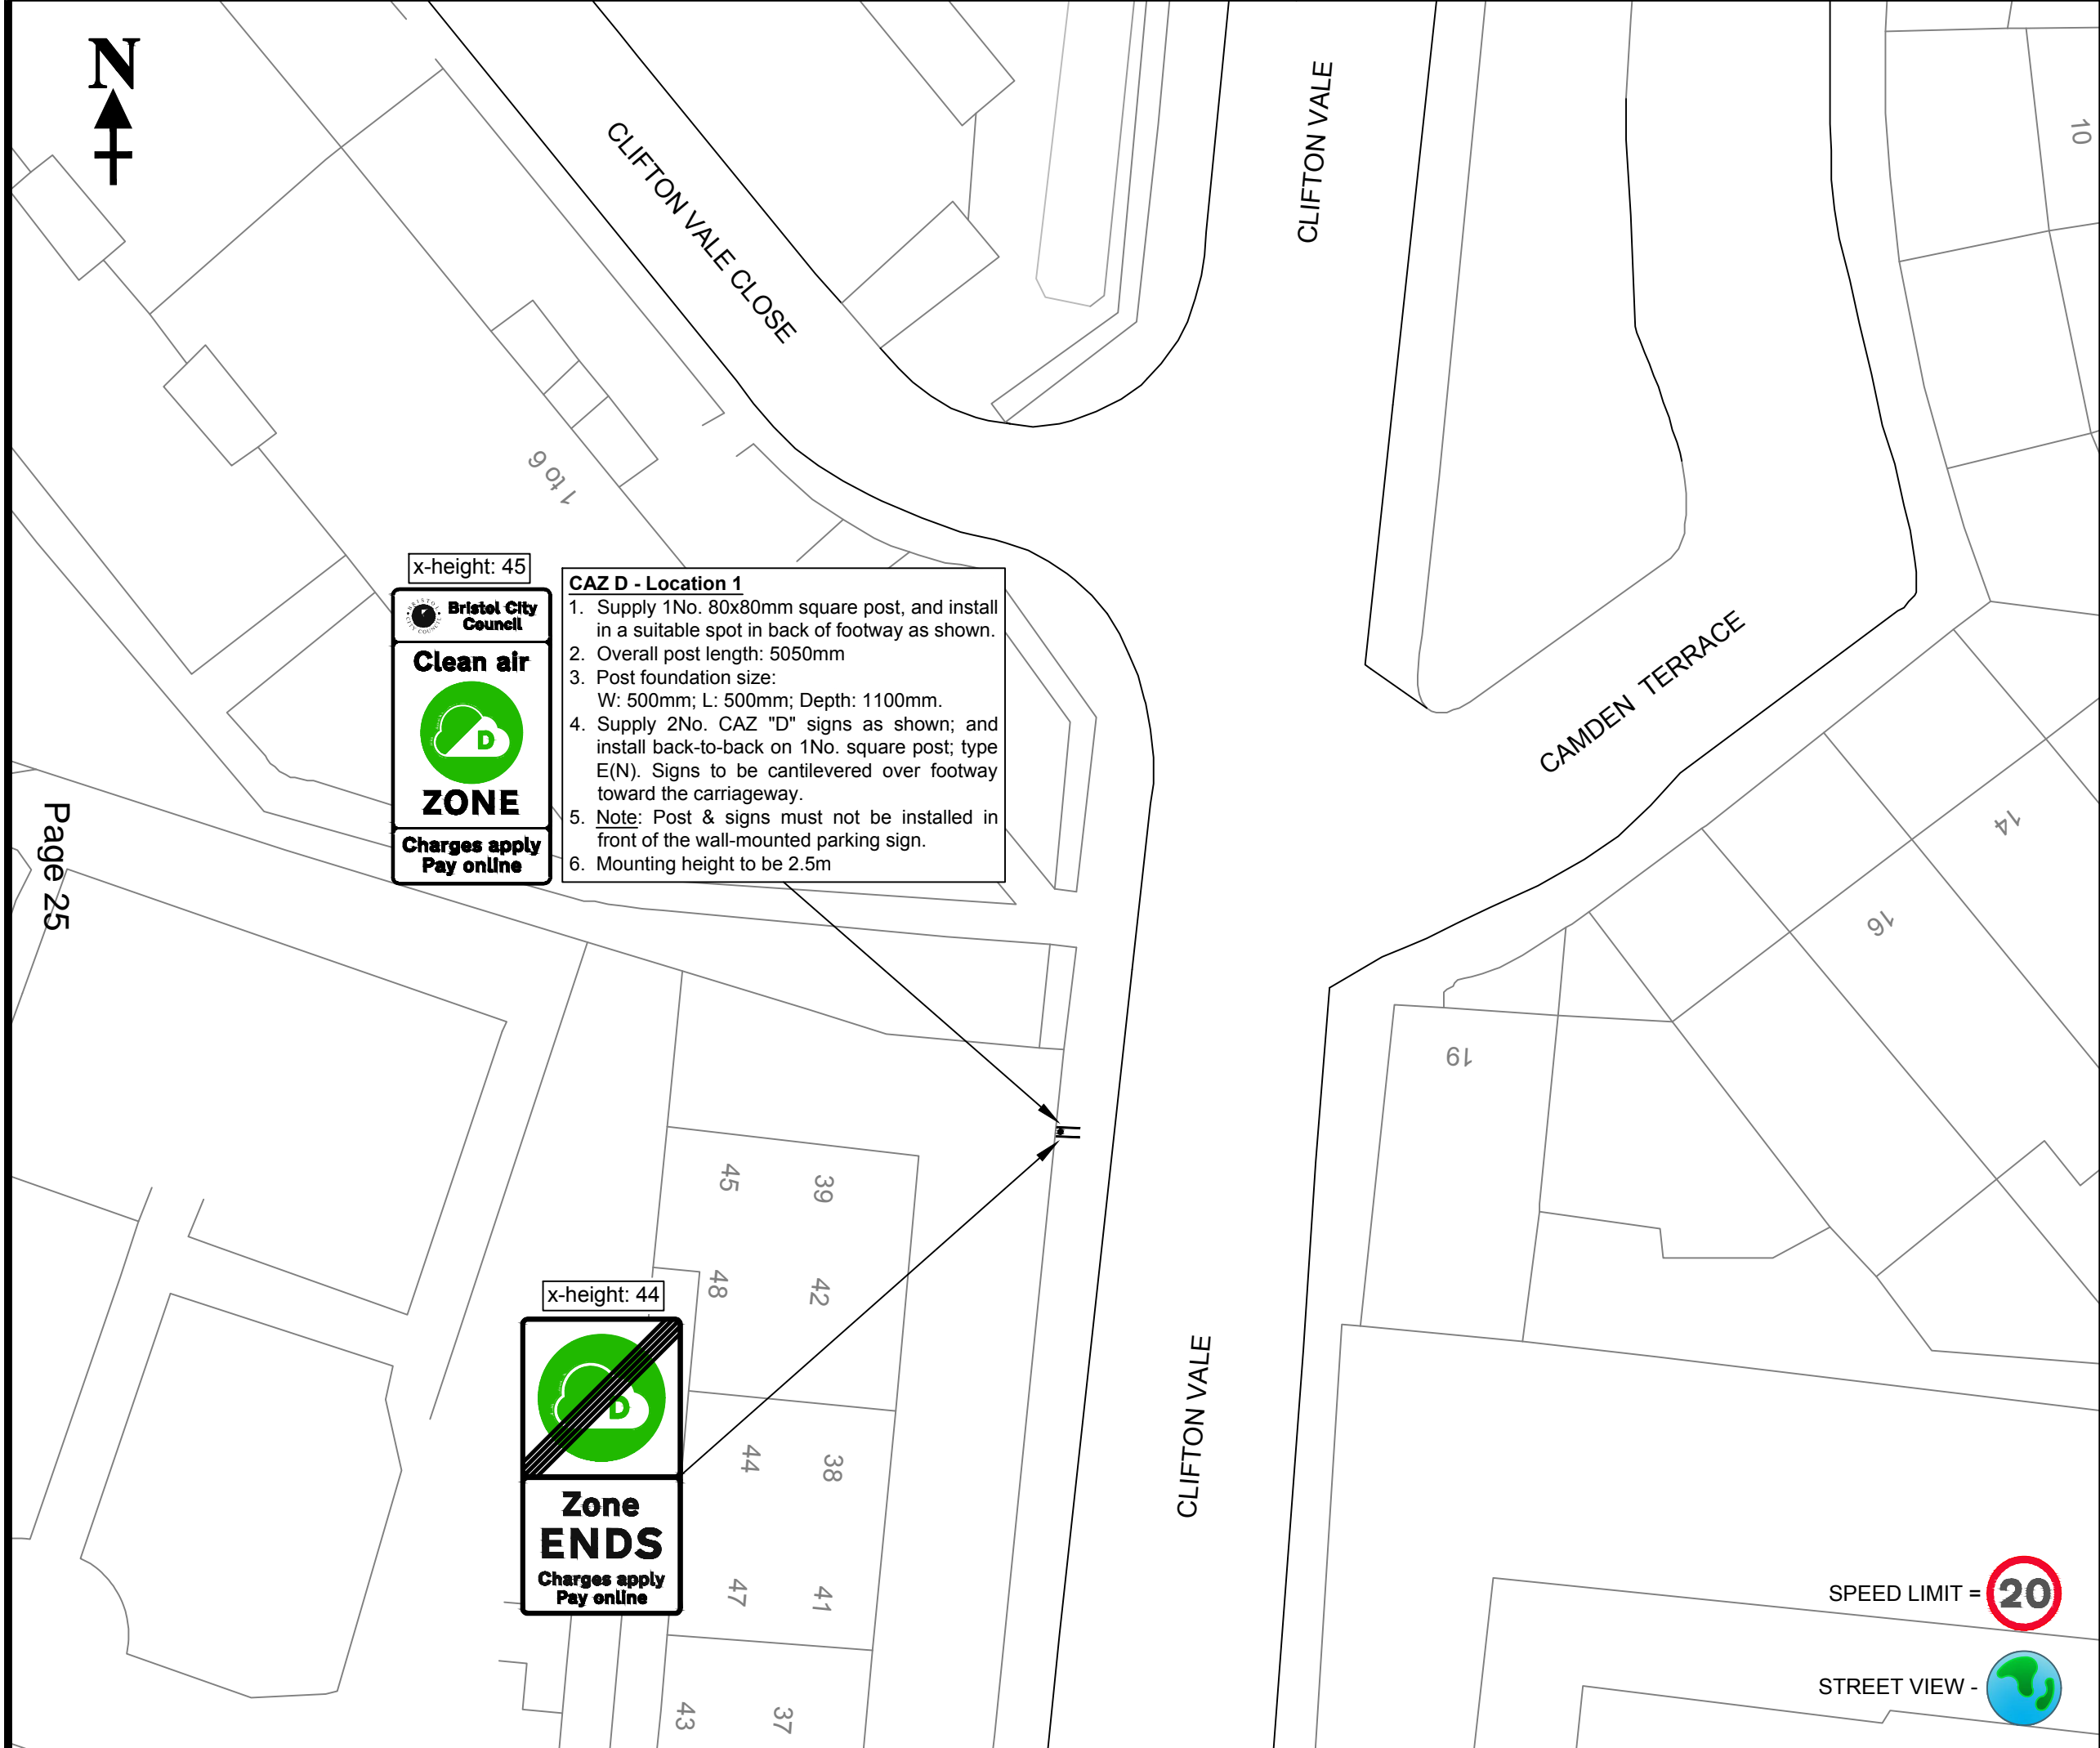 N
CLIFTON VALE
10
CLIFTON VALE CLOSE
1 to 6
x-height: 45
BRISTOL CITY COUNCIL
Bristol City
Council
Clean air
D
ZONE
Charges apply
Pay online
CAZ D - Location 1
1. Supply 1No. 80x80mm square post, and install
in a suitable spot in back of footway as shown.
2. Overall post length: 5050mm
3. Post foundation size:
W: 500mm; L: 500mm; Depth: 1100mm.
4. Supply 2No. CAZ "D" signs as shown; and
install back-to-back on 1No. square post; type
E(N). Signs to be cantilevered over footway
toward the carriageway.
5. Note: Post & signs must not be installed in
front of the wall-mounted parking sign.
6. Mounting height to be 2.5m
CAMDEN TERRACE
Page 25
14
16
19
45
39
48
42
x-height: 44
D
Zone
ENDS
Charges apply
Pay online
44
38
47
41
43
37
CLIFTON VALE
SPEED LIMIT = 20
STREET VIEW -